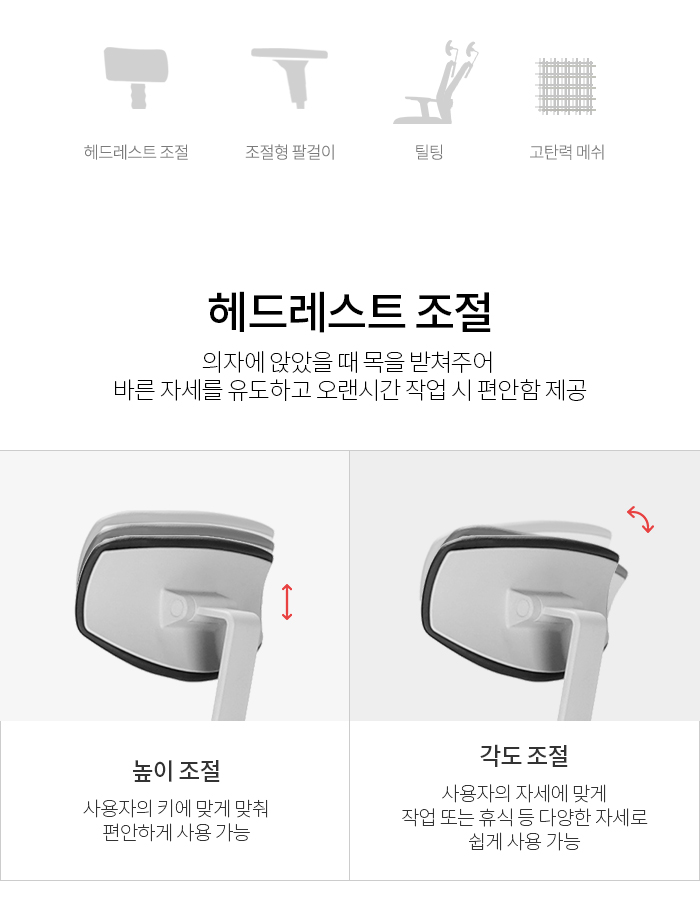 헤드레스트 조절
조절형 팔걸이
틸팅
고탄력 메쉬
헤드레스트 조절
의자에 앉았을 때 목을 받쳐주어
바른 자세를 유도하고 오랜시간 작업 시 편안함 제공
높이 조절
사용자의 키에 맞게 맞춰
편안하게 사용 가능
각도 조절
사용자의 자세에 맞게
작업 또는 휴식 등 다양한 자세로
쉽게 사용 가능